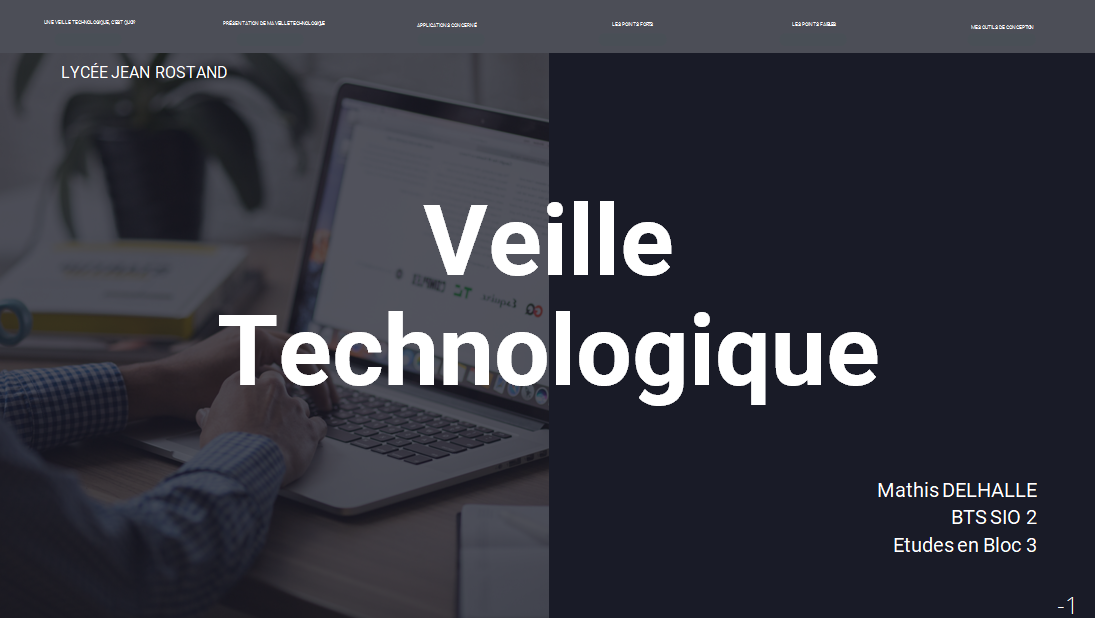 UNE VEILLE TECHNOLOGIQUE, C'EST QUOI?
PRÉSENTATION DE MA VEILLE TECHNOLOGIQUE
APPLICATIONS CONCERNÉ
LES POINTS FORTS
LES POINTS FAIBLES
MES OUTILS DE CONCEPTION
LYCÉE JEAN ROSTAND
Veille
Technologique
Mathis DELHALLE
BTS SIO 2
Etudes en Bloc 3
-1